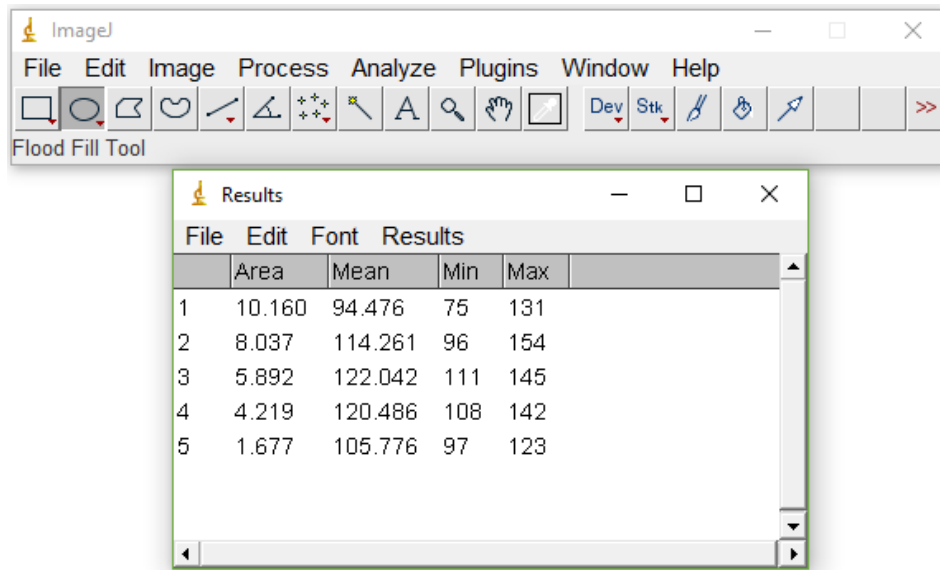 ImageJ
File Edit Image Process Analyze Plugins Window Help
A Dev Stk >>
Flood Fill Tool
Results
File Edit Font Results
Area Mean Min Max
1 10.160 94.476 75 131
2 8.037 114.261 96 154
3 5.892 122.042 111 145
4 4.219 120.486 108 142
5 1.677 105.776 97 123